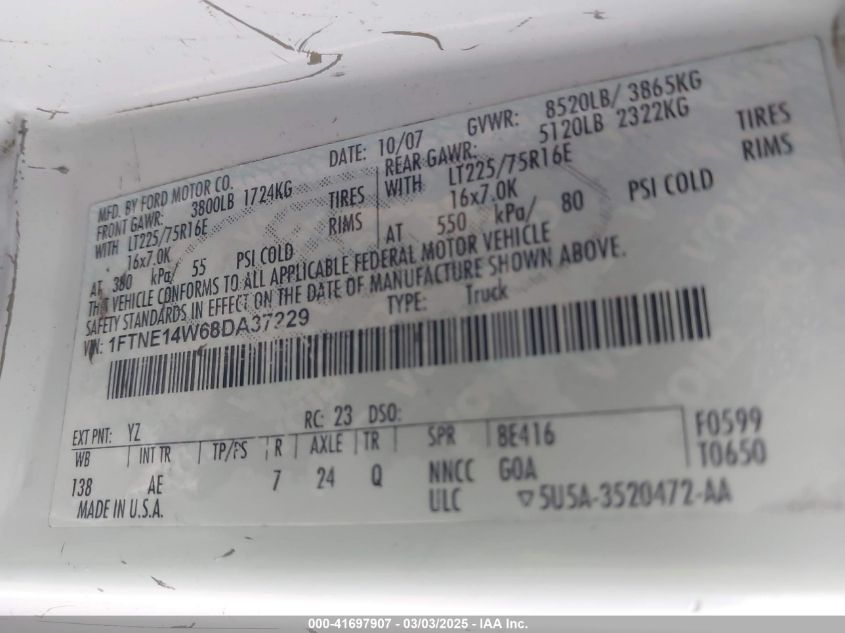 MFD. BY FORD MOTOR CO.
DATE: 10/07 GVWR: 8520LB/ 3865KG
FRONT GAWR: 3800LB 1724KG
REAR GAWR: 5120LB 2322KG
WITH LT225/75R16E TIRES
WITH LT225/75R16E TIRES
16x7.0K RIMS
16x7.0K RIMS
AT 380 kPa/ 55 PSI COLD
AT 550 kPa/ 80 PSI COLD
THIS VEHICLE CONFORMS TO ALL APPLICABLE FEDERAL MOTOR VEHICLE
SAFETY STANDARDS IN EFFECT ON THE DATE OF MANUFACTURE SHOWN ABOVE.
VIN: 1FTNE14W68DA37229
TYPE: Truck
EXT PNT: YZ RC: 23 DSO:
WB INT TR TP/PS R AXLE TR SPR 8E416 F0599
138 AE 7 24 Q NNCC GOA T0650
MADE IN U.S.A. ULC 5U5A-3520472-AA
000-41697907 - 03/03/2025 - IAA Inc.